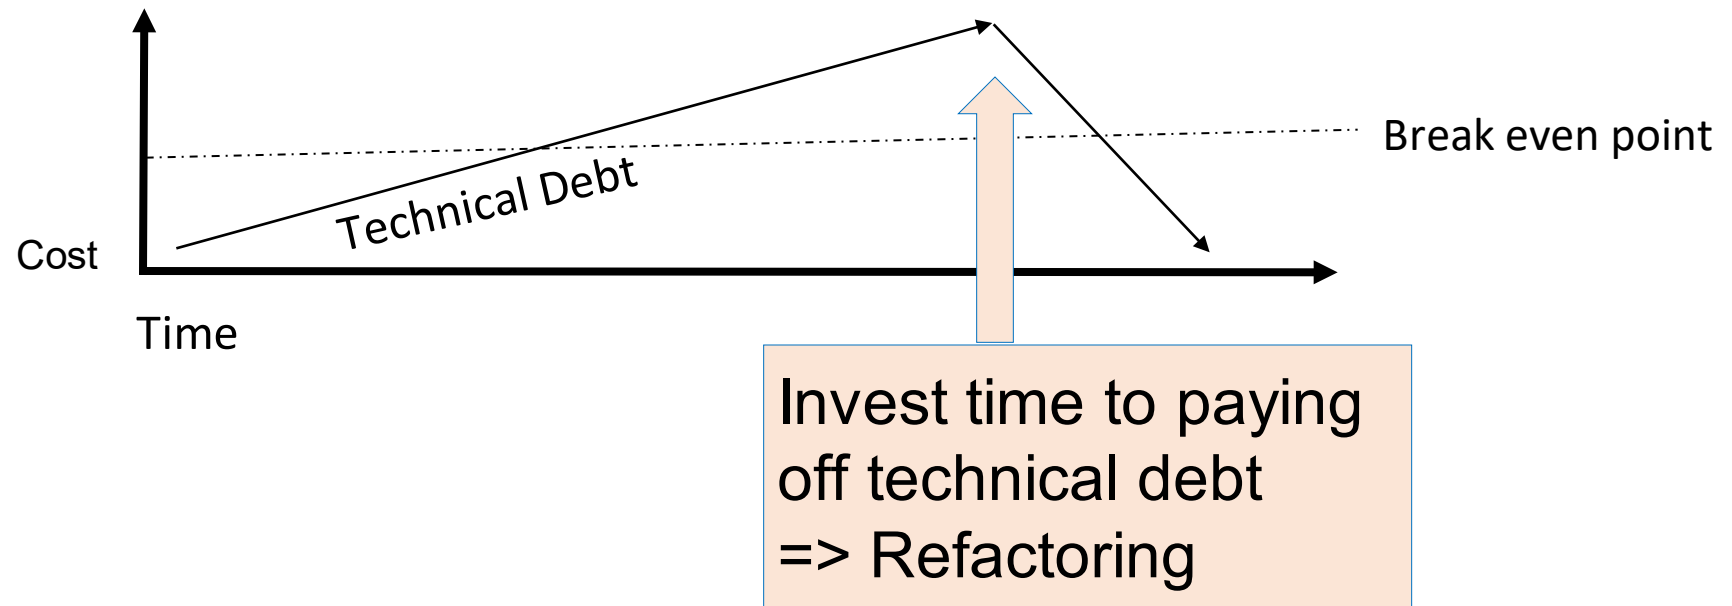 Break even point
Technical Debt
Cost
Time
Invest time to paying
off technical debt
=> Refactoring